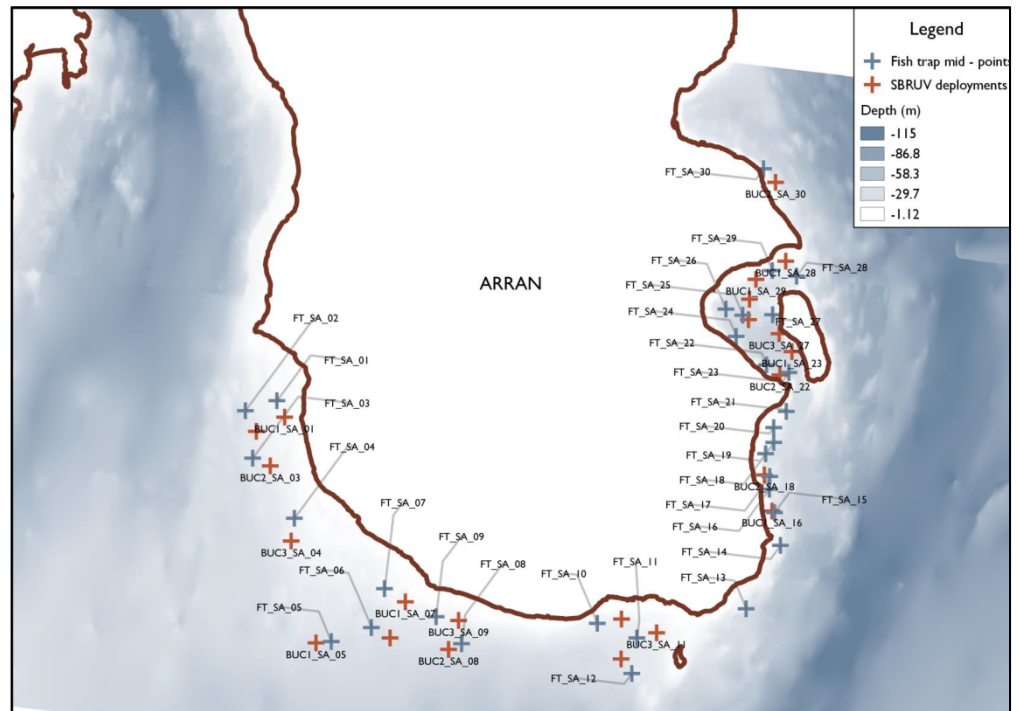 Legend
Fish trap mid - points
SBRUV deployments
Depth (m)
-115
-86.8
-58.3
-29.7
-1.12
FT_SA_30
BUC2_SA_30
FT_SA_29
FT_SA_26
BUC1_SA_28
FT_SA_28
FT_SA_25
BUC1_SA_29
ARRAN
FT_SA_24
FT_SA_27
FT_SA_02
FT_SA_22
BUC3_SA_27
FT_SA_01
BUC1_SA_23
FT_SA_23
BUC2_SA_22
FT_SA_03
FT_SA_21
BUC1_SA_01
FT_SA_20
FT_SA_04
FT_SA_19
BUC2_SA_03
FT_SA_18
BUC2_SA_18
FT_SA_07
FT_SA_17
FT_SA_15
FT_SA_16
BUC1_SA_16
FT_SA_09
BUC3_SA_04
FT_SA_14
FT_SA_06
FT_SA_08
FT_SA_11
FT_SA_10
FT_SA_13
FT_SA_05
BUC1_SA_07
BUC3_SA_09
BUC3_SA_11
BUC1_SA_05
BUC2_SA_08
FT_SA_12